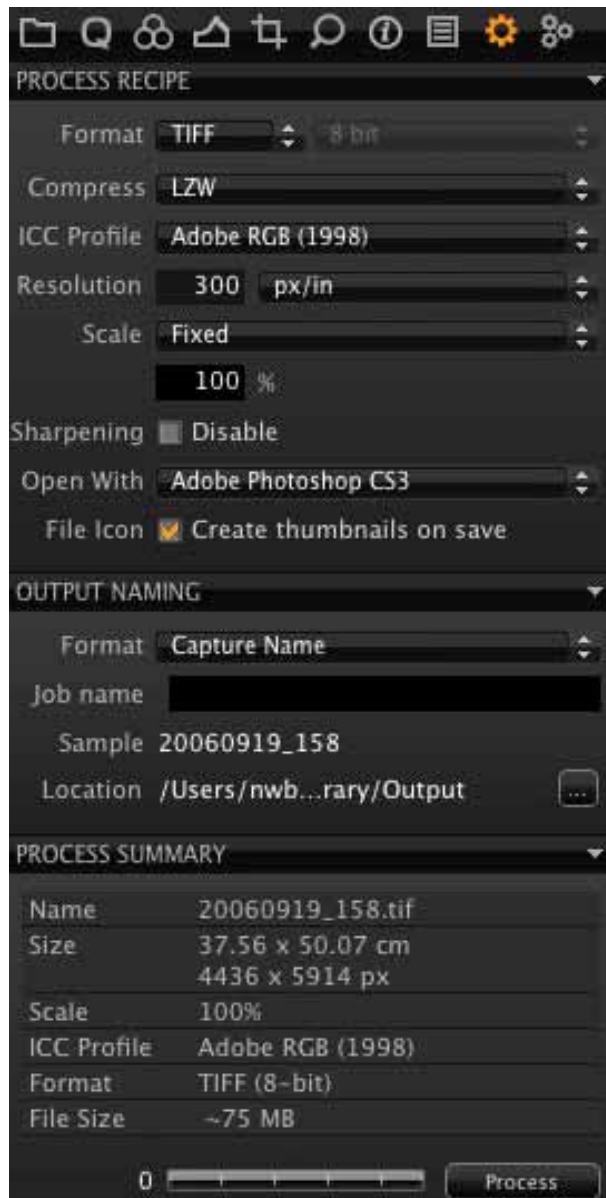 PROCESS RECIPE
Format TIFF 8 bit
Compress LZW
ICC Profile Adobe RGB (1998)
Resolution 300 px/in
Scale Fixed
100 %
Sharpening Disable
Open With Adobe Photoshop CS3
File Icon Create thumbnails on save
OUTPUT NAMING
Format Capture Name
Job name
Sample 20060919_158
Location /Users/nwb...rary/Output ...
PROCESS SUMMARY
Name 20060919_158.tif
Size 37.56 x 50.07 cm
4436 x 5914 px
Scale 100%
ICC Profile Adobe RGB (1998)
Format TIFF (8-bit)
File Size ~75 MB
0 Process